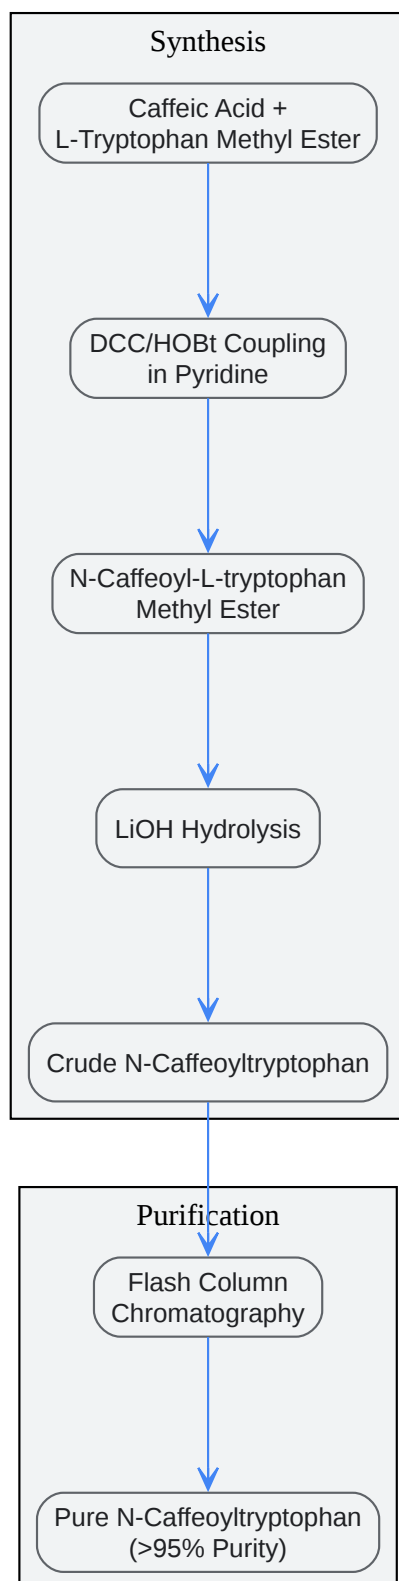 Synthesis
Caffeic Acid +
L-Tryptophan Methyl Ester
DCC/HOBt Coupling
in Pyridine
N-Caffeoyl-L-tryptophan
Methyl Ester
LiOH Hydrolysis
Crude N-Caffeoyltryptophan
Purification
Flash Column
Chromatography
Pure N-Caffeoyltryptophan
(>95% Purity)